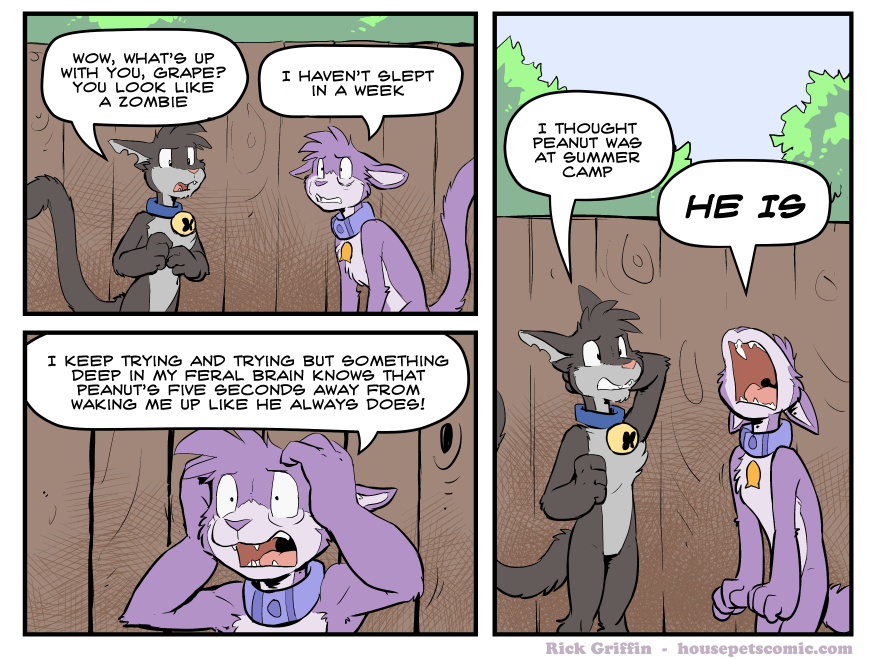 WOW, WHAT'S UP
WITH YOU, GRAPE?
YOU LOOK LIKE
A ZOMBIE
I HAVEN'T SLEPT
IN A WEEK
I KEEP TRYING AND TRYING BUT SOMETHING
DEEP IN MY FERAL BRAIN KNOWS THAT
PEANUT'S FIVE SECONDS AWAY FROM
WAKING ME UP LIKE HE ALWAYS DOES!
I THOUGHT
PEANUT WAS
AT SUMMER
CAMP
HE IS
Rick Griffin - housepetscomic.com